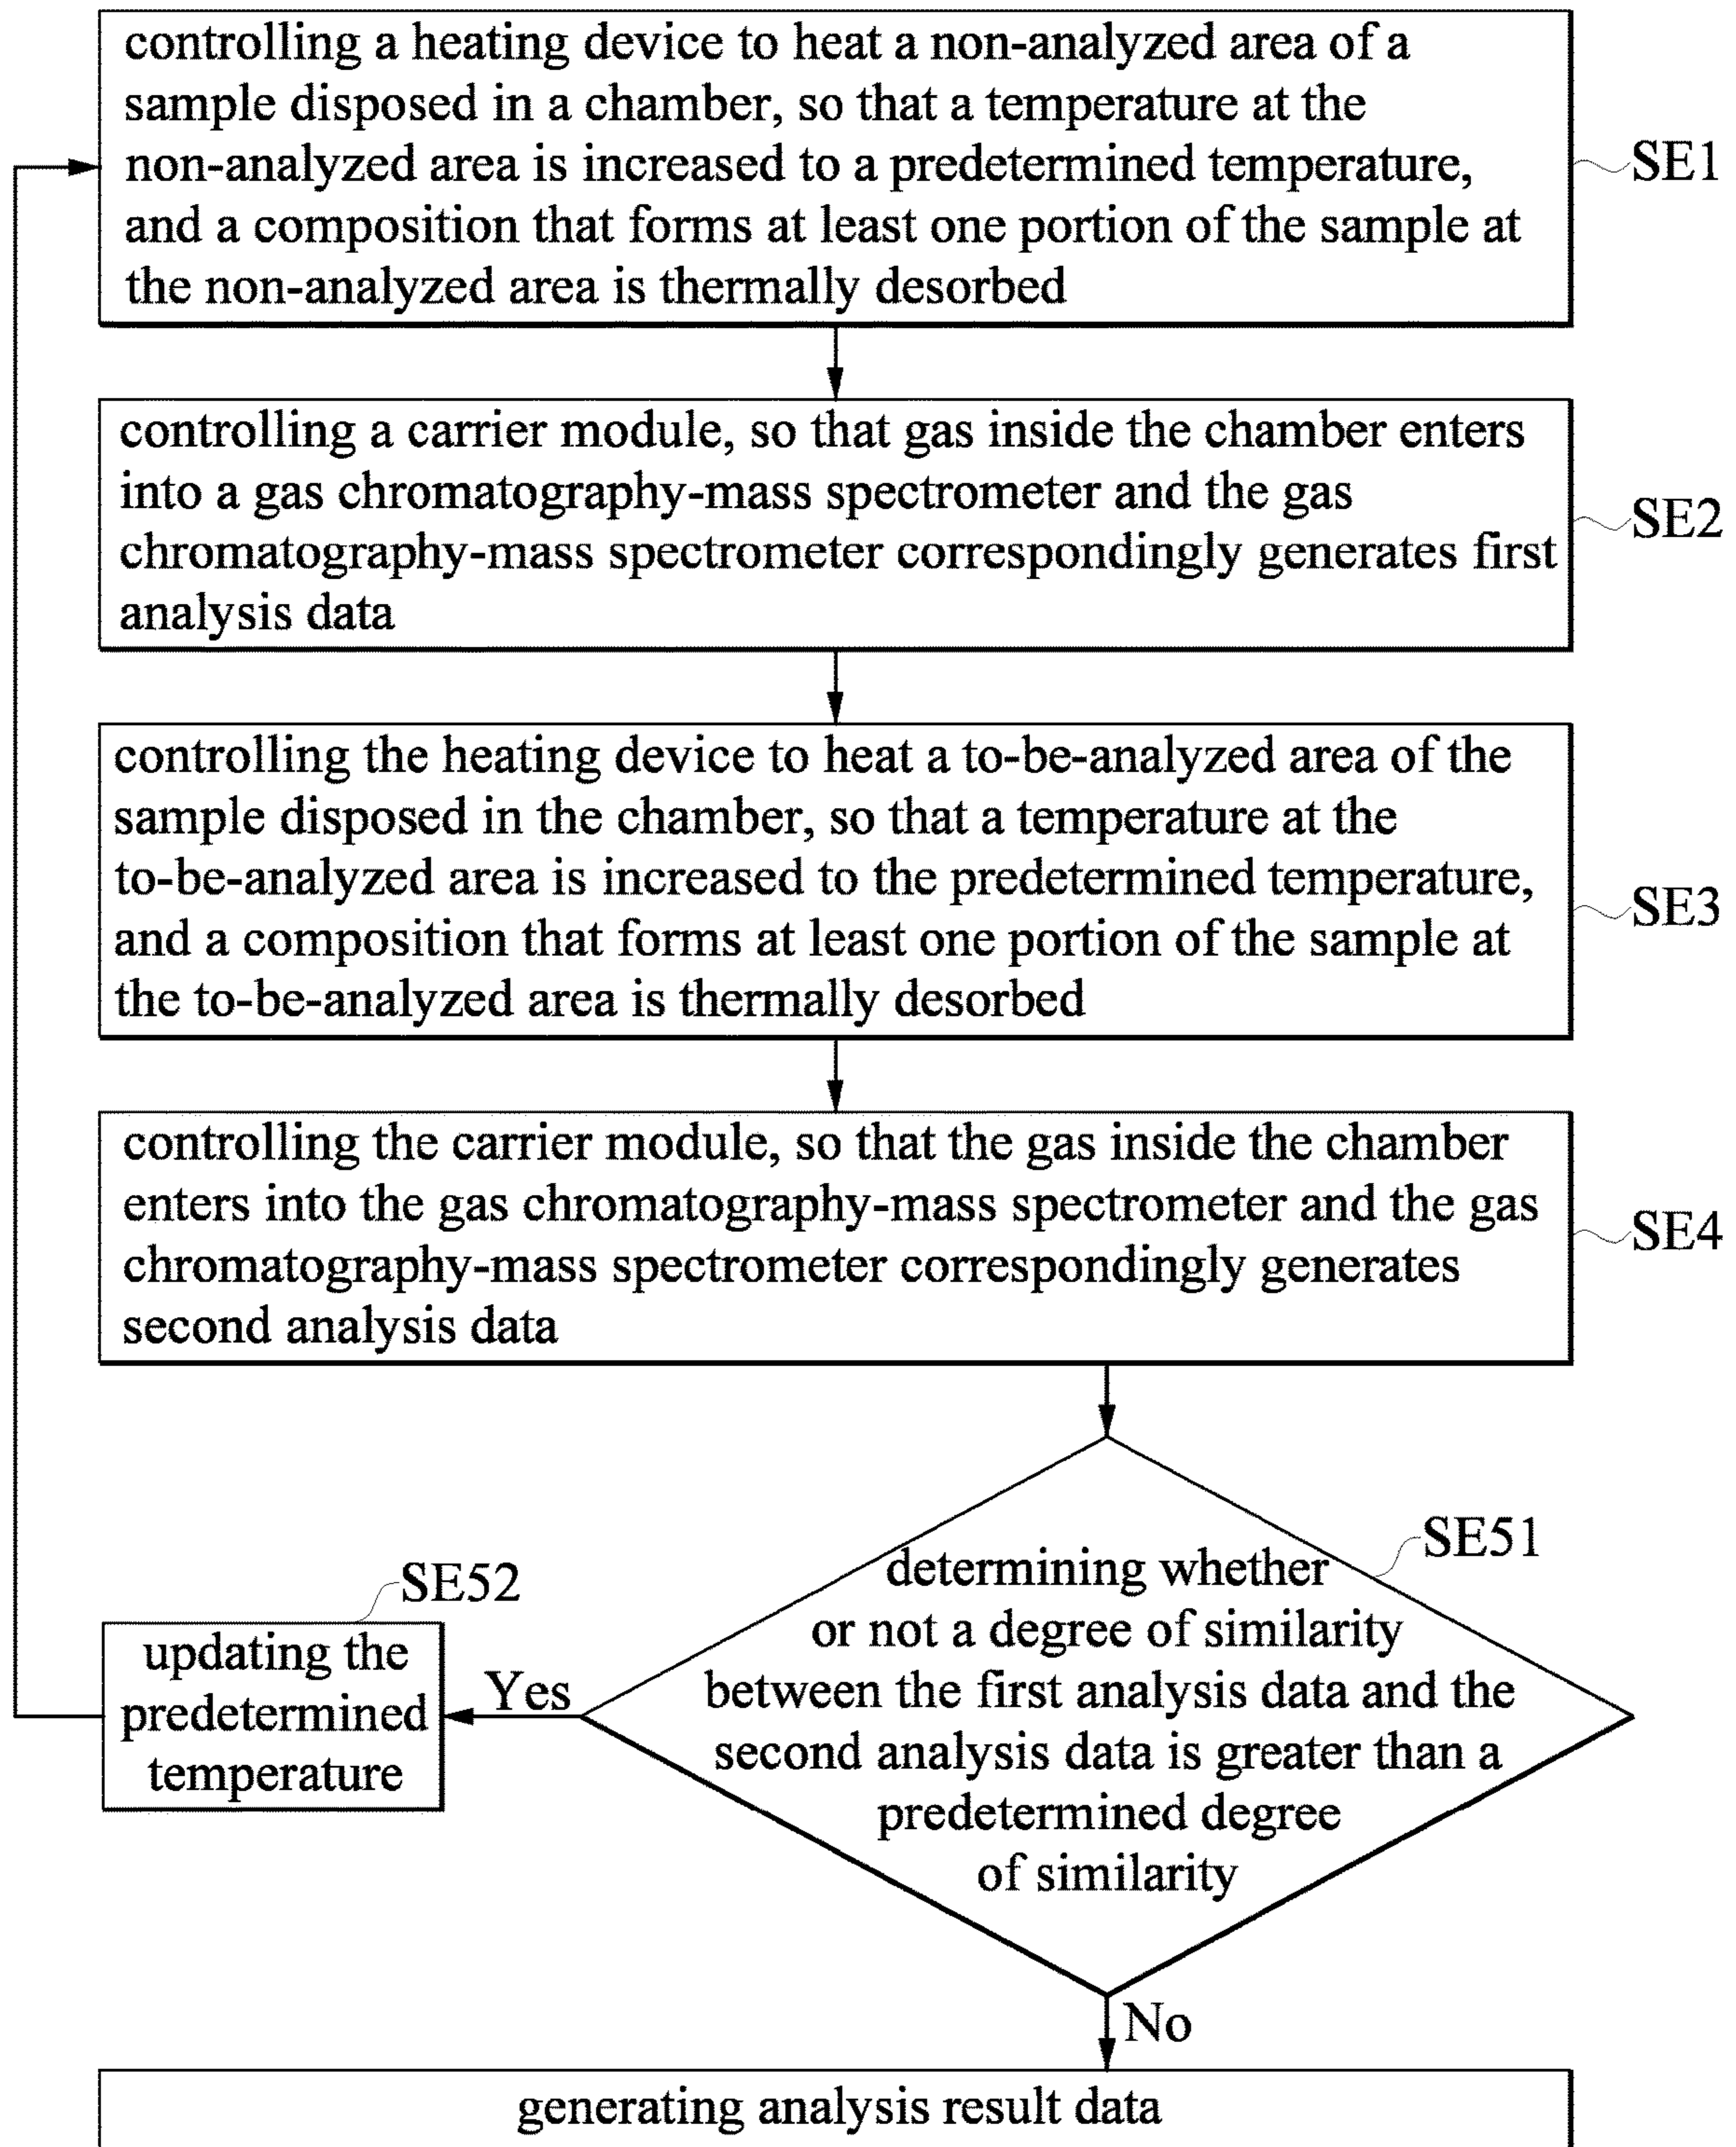 controlling a heating device to heat a non-analyzed area of a
sample disposed in a chamber, so that a temperature at the
non-analyzed area is increased to a predetermined temperature,
and a composition that forms at least one portion of the sample at
the non-analyzed area is thermally desorbed
SE1
controlling a carrier module, so that gas inside the chamber enters
into a gas chromatography-mass spectrometer and the gas
chromatography-mass spectrometer correspondingly generates first
analysis data
SE2
controlling the heating device to heat a to-be-analyzed area of the
sample disposed in the chamber, so that a temperature at the
to-be-analyzed area is increased to the predetermined temperature,
and a composition that forms at least one portion of the sample at
the to-be-analyzed area is thermally desorbed
SE3
controlling the carrier module, so that the gas inside the chamber
enters into the gas chromatography-mass spectrometer and the gas
chromatography-mass spectrometer correspondingly generates
second analysis data
SE4
determining whether
or not a degree of similarity
between the first analysis data and the
second analysis data is greater than a
predetermined degree
of similarity
SE51
Yes
SE52
updating the
predetermined
temperature
No
generating analysis result data